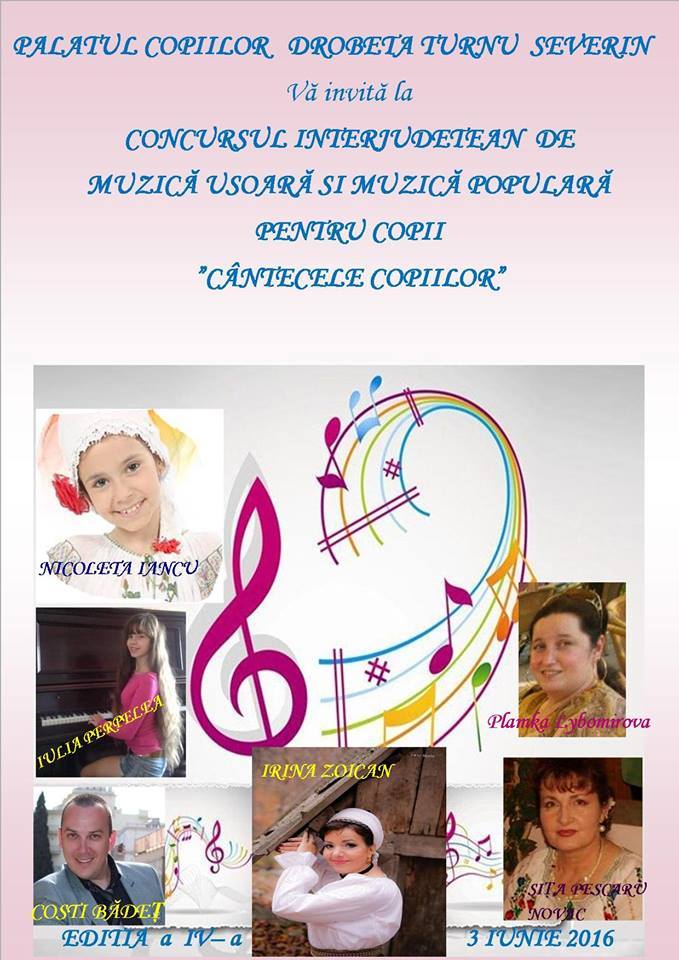 PALATUL COPIILOR DROBETA TURNU SEVERIN
Vă invită la
CONCURSUL INTERJUDETEAN DE
MUZICĂ USOARĂ SI MUZICĂ POPULARĂ
PENTRU COPII
”CÂNTECELE COPIILOR”
NICOLETA IANCU
IULIA PERPELEA
Plamka Lybomirova
IRINA ZOICAN
COSTI BĂDEȚ
SIȚA PESCARU
NOVAC
EDITIA a IV–a
3 IUNIE 2016